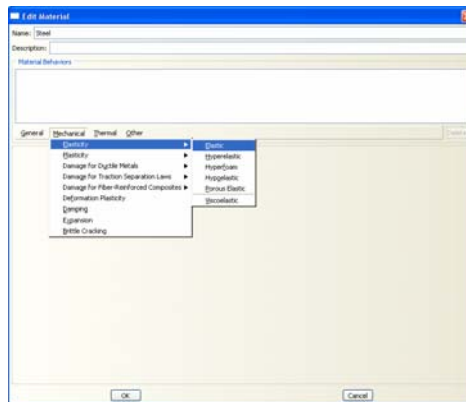 Edit Material
Name: Steel
Description:
Material Behaviors
General Mechanical Thermal Other
Elasticity
Elastic
Plasticity
Hyperelastic
Damage for Ductile Metals
Hyperfoam
Damage for Traction Separation Laws
Hypoelastic
Damage for Fiber-Reinforced Composites
Porous Elastic
Deformation Plasticity
Viscoelastic
Damping
Expansion
Brittle Cracking
OK Cancel